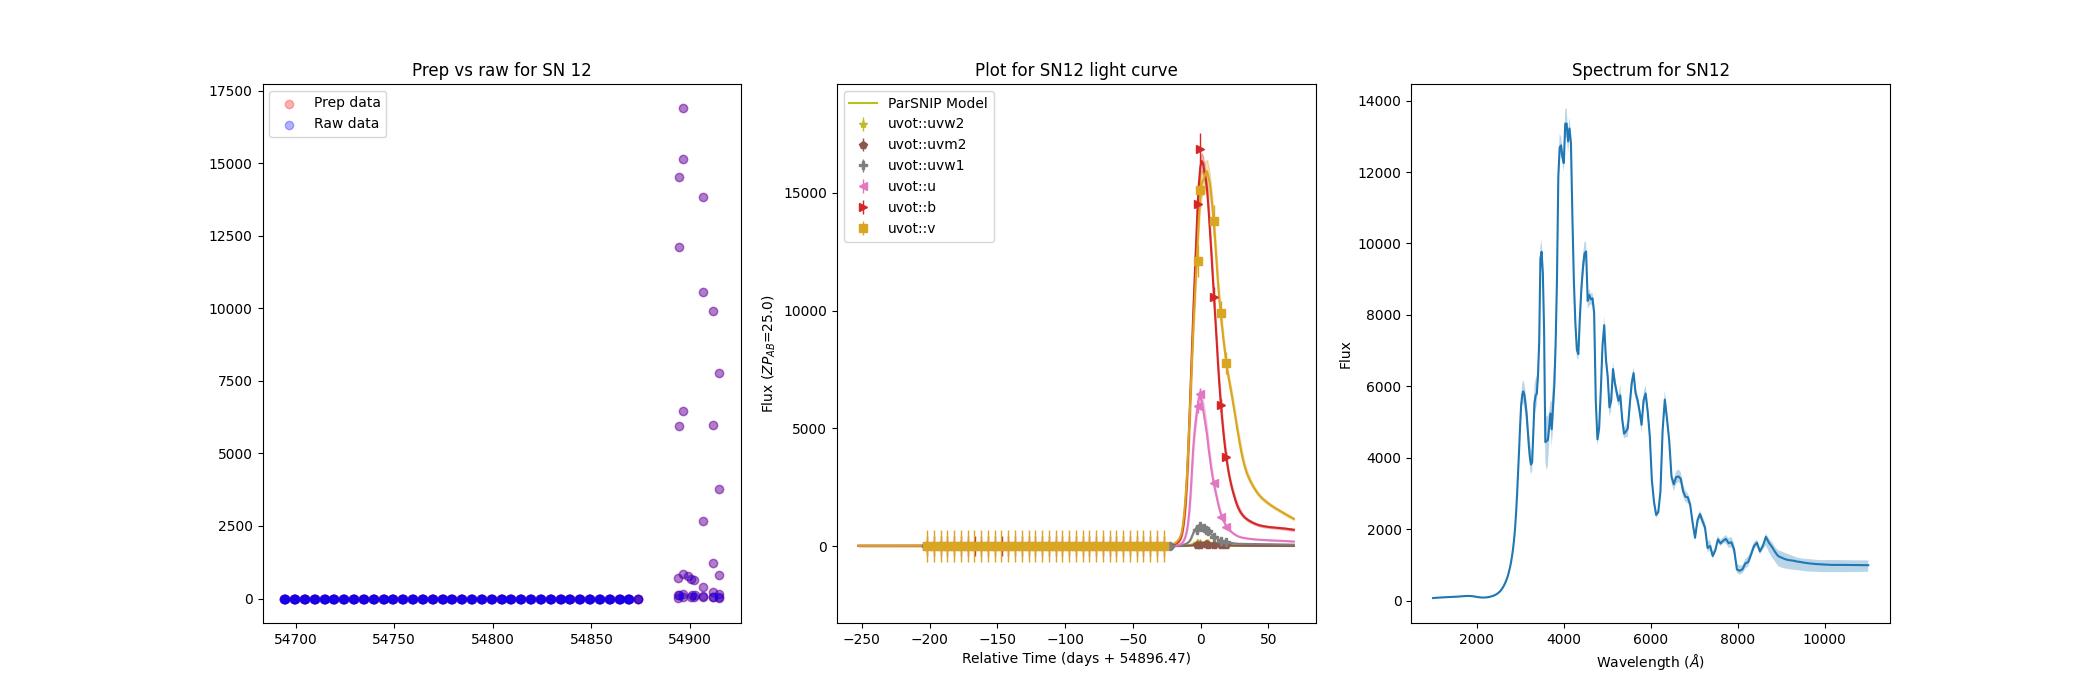 Prep vs raw for SN 12
17500
15000
12500
10000
7500
5000
2500
0
Prep data
Raw data
54700 54750 54800 54850 54900
Plot for SN12 light curve
Flux (ZP_AB=25.0)
15000
10000
5000
0
ParSNIP Model
uvot::uvw2
uvot::uvm2
uvot::uvw1
uvot::u
uvot::b
uvot::v
−250 −200 −150 −100 −50 0 50
Relative Time (days + 54896.47)
Spectrum for SN12
Flux
14000
12000
10000
8000
6000
4000
2000
0
2000 4000 6000 8000 10000
Wavelength (Å)